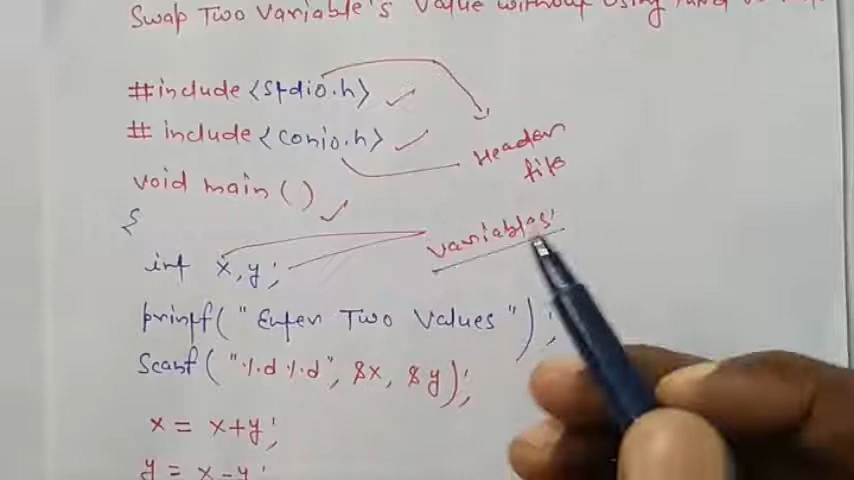 Swap Two Variable's Value without Using
#include <stdio.h>
# include <conio.h>
Header
file
void main ( )
{
variables'
int x, y ;
printf( " Enter Two Values " ) ;
Scanf ( " %d %d", &x, &y );
x = x+y ;
y = x - y ;